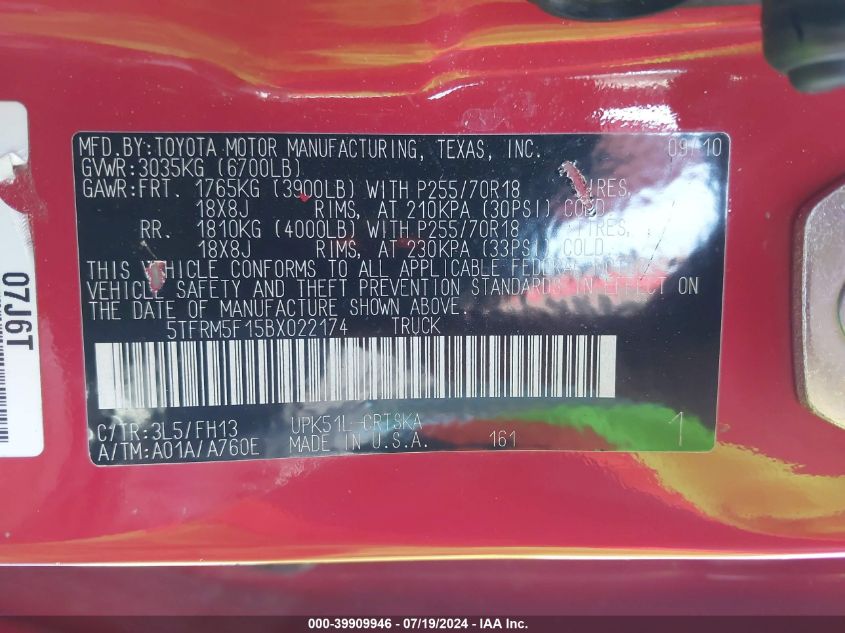 MFD.BY:TOYOTA MOTOR MANUFACTURING, TEXAS, INC. 09/10
GVWR:3035KG (6700LB)
GAWR:FRT. 1765KG (3900LB) WITH P255/70R18 TIRES,
18X8J RIMS, AT 210KPA (30PSI) COLD
RR. 1810KG (4000LB) WITH P255/70R18 TIRES,
18X8J RIMS, AT 230KPA (33PSI) COLD
THIS VEHICLE CONFORMS TO ALL APPLICABLE FEDERAL MOTOR
VEHICLE SAFETY AND THEFT PREVENTION STANDARDS IN EFFECT ON
THE DATE OF MANUFACTURE SHOWN ABOVE.
5TFRM5F15BX022174 TRUCK
C/TR:3L5/FH13 UPK51L-CRTSKA
A/TM:A01A/A760E MADE IN U.S.A. 161 1
07J6T
000-39909946 - 07/19/2024 - IAA Inc.